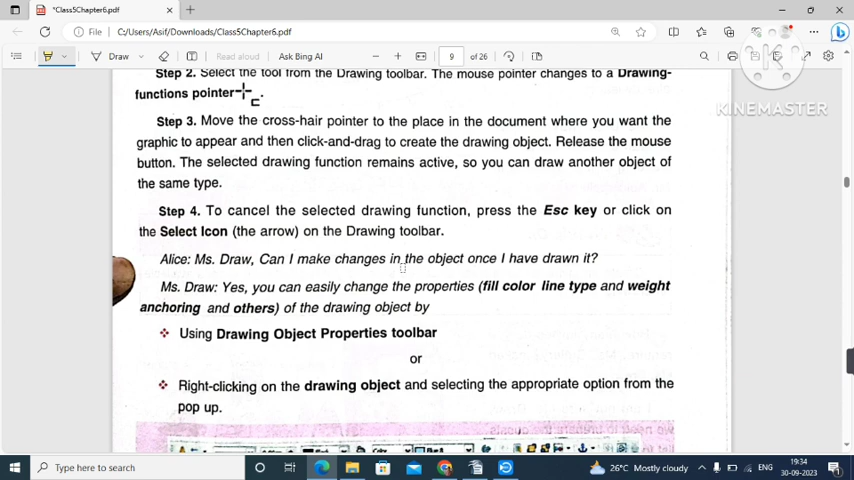 *Class5Chapter6.pdf
File
C:/Users/Asif/Downloads/Class5Chapter6.pdf
Draw
Read aloud
Ask Bing AI
9
of 26
KINEMASTER
Step 2. Select the tool from the Drawing toolbar. The mouse pointer changes to a Drawing-
functions pointer
Step 3. Move the cross-hair pointer to the place in the document where you want the
graphic to appear and then click-and-drag to create the drawing object. Release the mouse
button. The selected drawing function remains active, so you can draw another object of
the same type.
Step 4. To cancel the selected drawing function, press the Esc key or click on
the Select Icon (the arrow) on the Drawing toolbar.
Alice: Ms. Draw, Can I make changes in the object once I have drawn it?
Ms. Draw: Yes, you can easily change the properties (fill color line type and weight
anchoring and others) of the drawing object by
Using Drawing Object Properties toolbar
or
Right-clicking on the drawing object and selecting the appropriate option from the
pop up.
Type here to search
26°C Mostly cloudy
ENG
19:34
30-09-2023